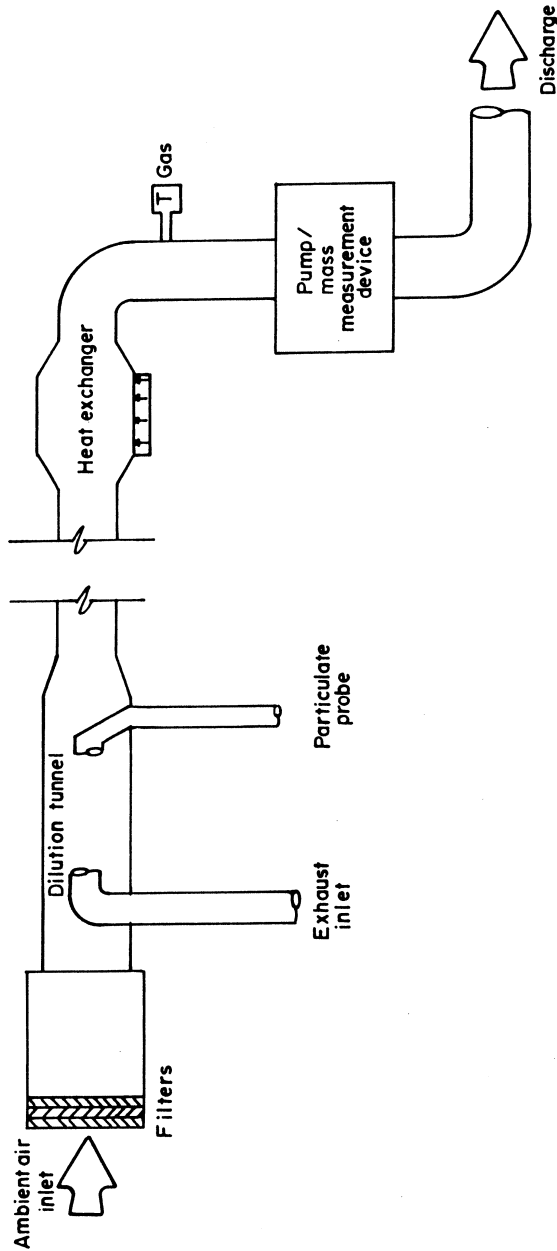 Ambient air
inlet
Filters
Exhaust
inlet
Dilution tunnel
Particulate
probe
Heat exchanger
T
Gas
Pump/
mass
measurement
device
Discharge